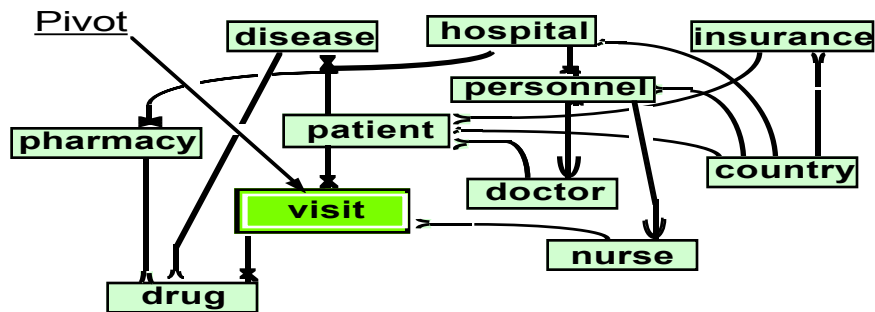 Pivot
disease
hospital
insurance
personnel
pharmacy
patient
country
doctor
visit
nurse
drug